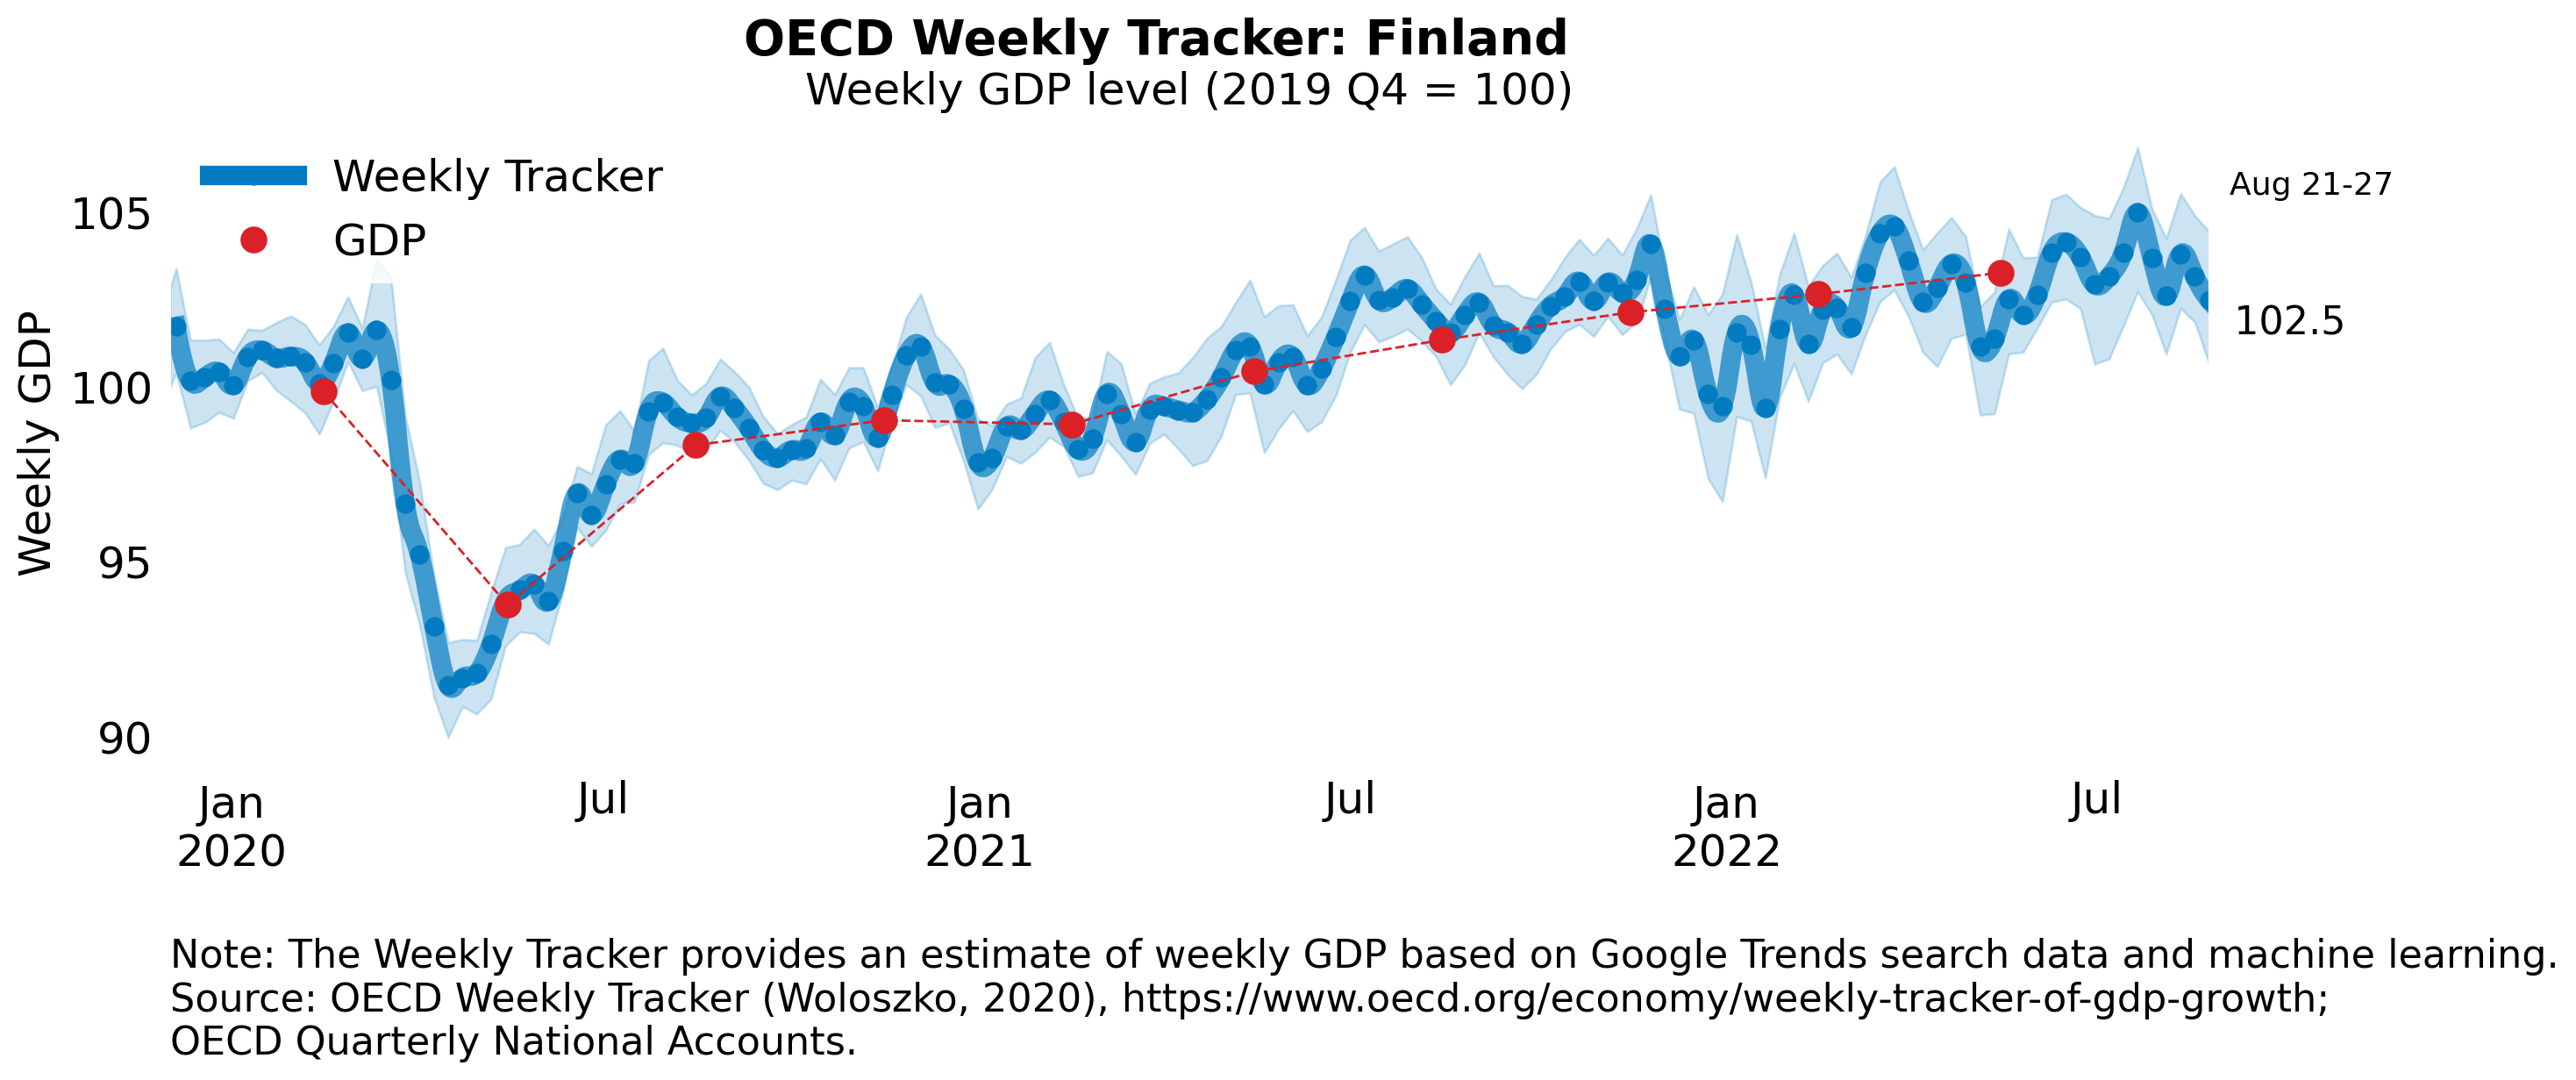 OECD Weekly Tracker: Finland
Weekly GDP level (2019 Q4 = 100)
Weekly Tracker
GDP
Aug 21-27
102.5
Weekly GDP
105
100
95
90
Jan
2020
Jul
Jan
2021
Jul
Jan
2022
Jul
Note: The Weekly Tracker provides an estimate of weekly GDP based on Google Trends search data and machine learning.
Source: OECD Weekly Tracker (Woloszko, 2020), https://www.oecd.org/economy/weekly-tracker-of-gdp-growth;
OECD Quarterly National Accounts.